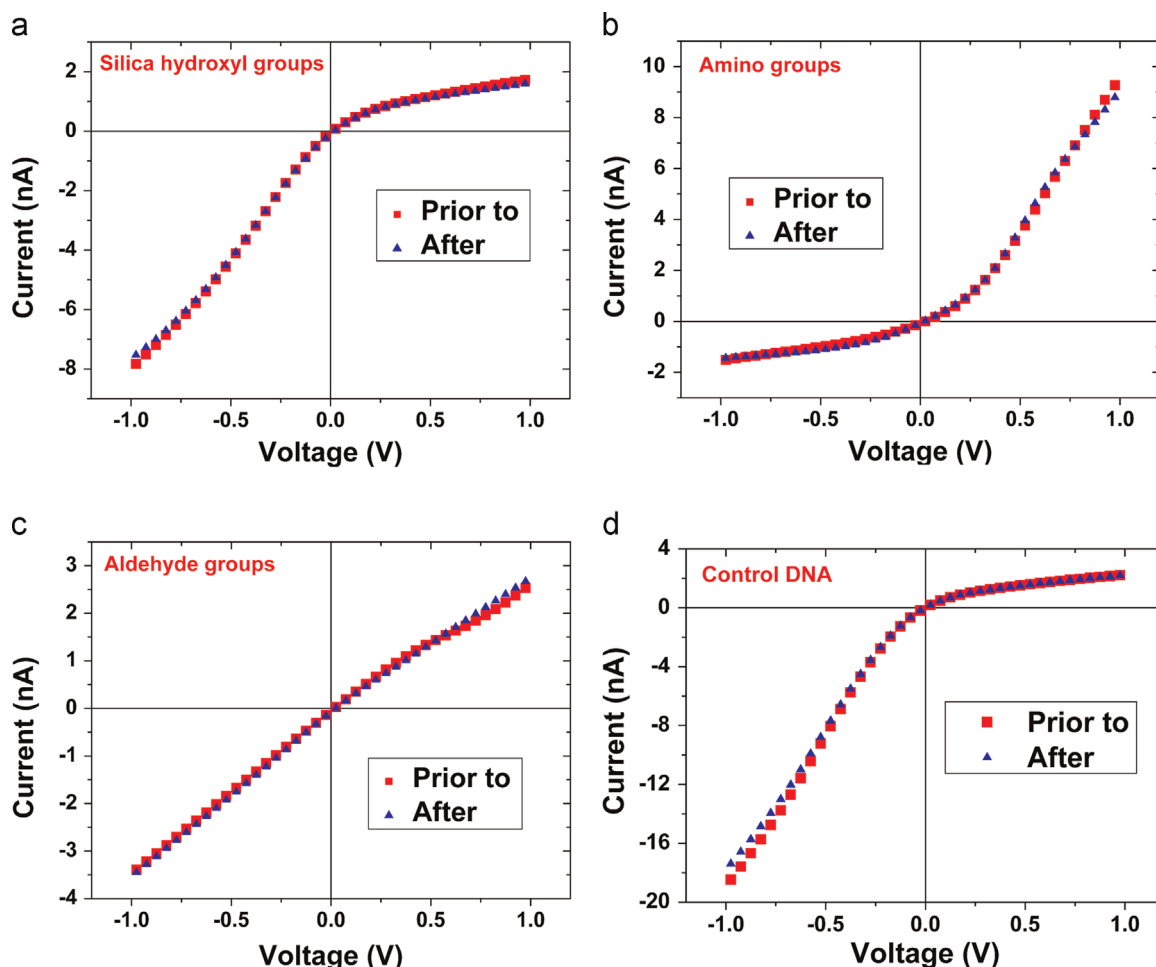 a
Silica hydroxyl groups
2
0
-2
-4
-6
-8
Current (nA)
Prior to
After
-1.0 -0.5 0.0 0.5 1.0
Voltage (V)
b
Amino groups
10
8
6
4
2
0
-2
Current (nA)
Prior to
After
-1.0 -0.5 0.0 0.5 1.0
Voltage (V)
c
Aldehyde groups
3
2
1
0
-1
-2
-3
-4
Current (nA)
Prior to
After
-1.0 -0.5 0.0 0.5 1.0
Voltage (V)
d
Control DNA
4
0
-4
-8
-12
-16
-20
Current (nA)
Prior to
After
-1.0 -0.5 0.0 0.5 1.0
Voltage (V)